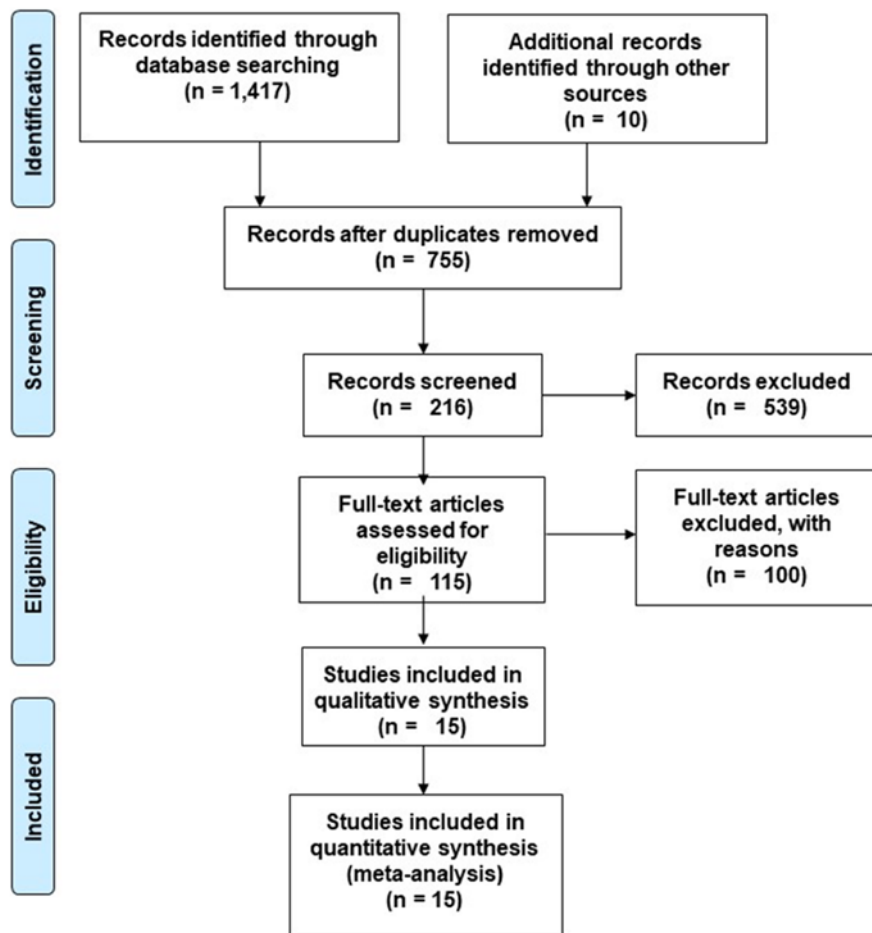 Identification
Records identified through
database searching
(n = 1,417)
Additional records
identified through other
sources
(n = 10)
Records after duplicates removed
(n = 755)
Screening
Records screened
(n = 216)
Records excluded
(n = 539)
Eligibility
Full-text articles
assessed for
eligibility
(n = 115)
Full-text articles
excluded, with
reasons
(n = 100)
Studies included in
qualitative synthesis
(n = 15)
Included
Studies included in
quantitative synthesis
(meta-analysis)
(n = 15)